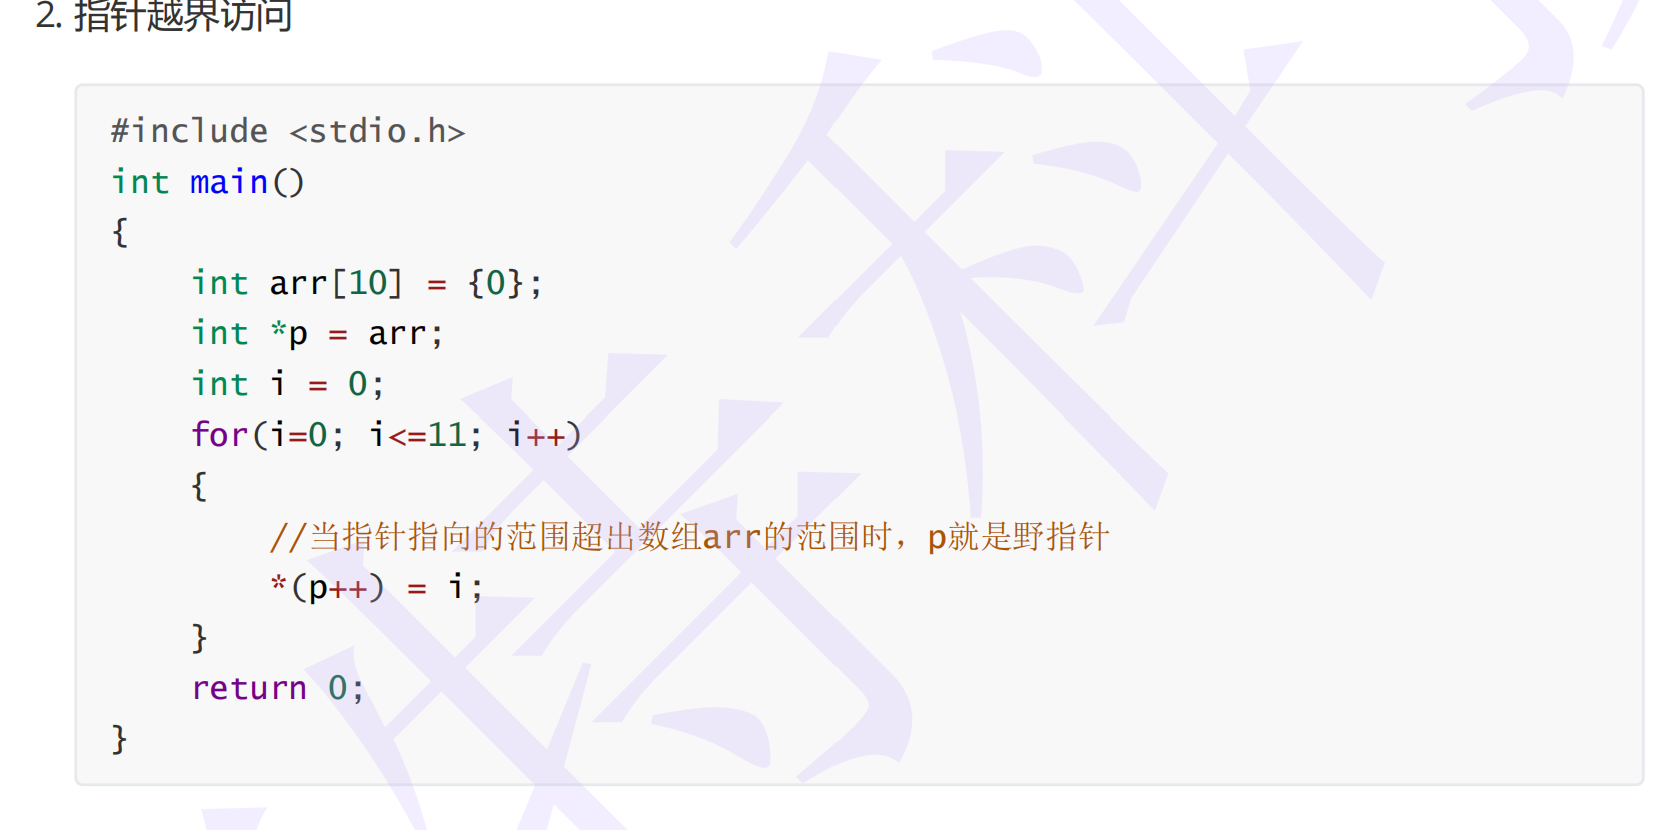 2. 指针越界访问
#include <stdio.h>
int main()
{
    int arr[10] = {0};
    int *p = arr;
    int i = 0;
    for(i=0; i<=11; i++)
    {
        //当指针指向的范围超出数组arr的范围时，p就是野指针
        *(p++) = i;
    }
    return 0;
}